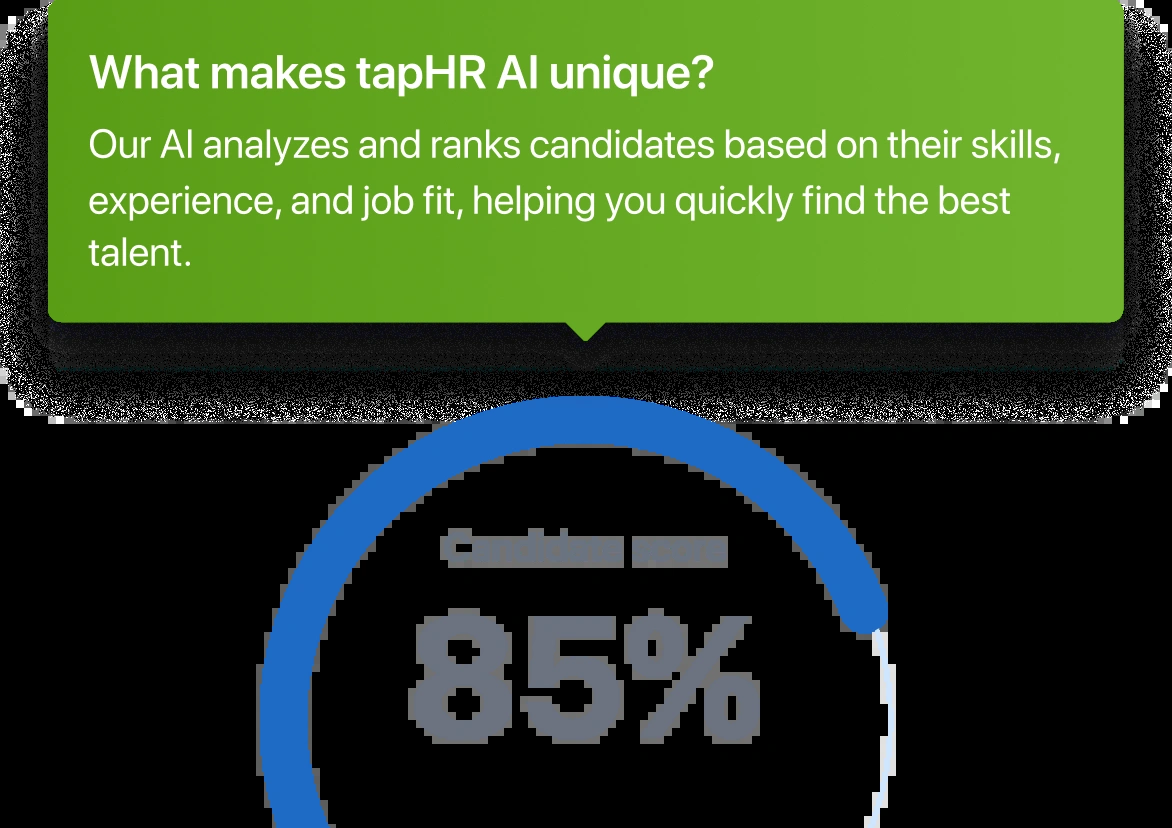 What makes tapHR AI unique?
Our AI analyzes and ranks candidates based on their skills,
experience, and job fit, helping you quickly find the best
talent.
Candidate score
85%